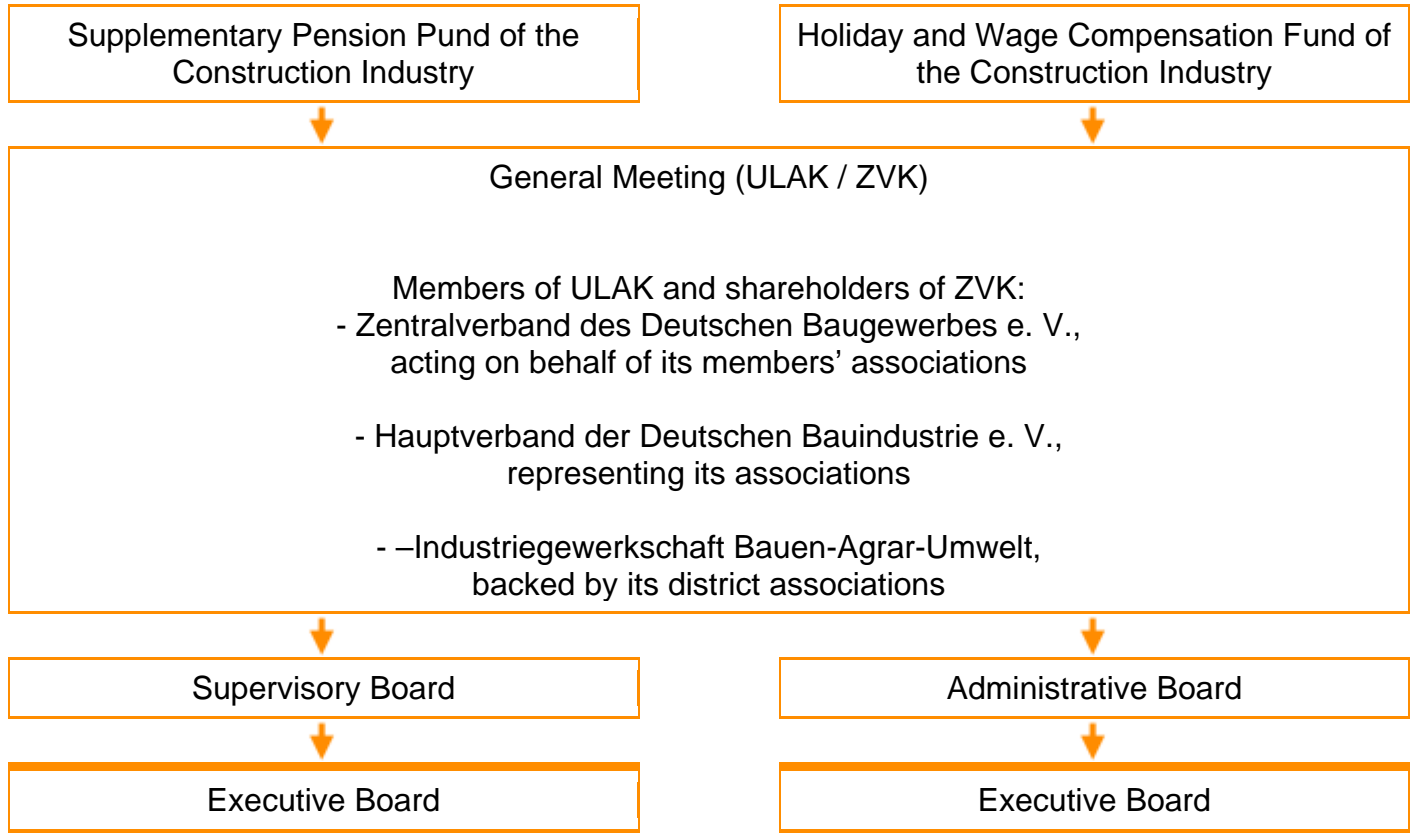 Supplementary Pension Pund of the
Construction Industry
Holiday and Wage Compensation Fund of
the Construction Industry
General Meeting (ULAK / ZVK)
Members of ULAK and shareholders of ZVK:
- Zentralverband des Deutschen Baugewerbes e. V.,
acting on behalf of its members’ associations
- Hauptverband der Deutschen Bauindustrie e. V.,
representing its associations
- –Industriegewerkschaft Bauen-Agrar-Umwelt,
backed by its district associations
Supervisory Board
Administrative Board
Executive Board
Executive Board